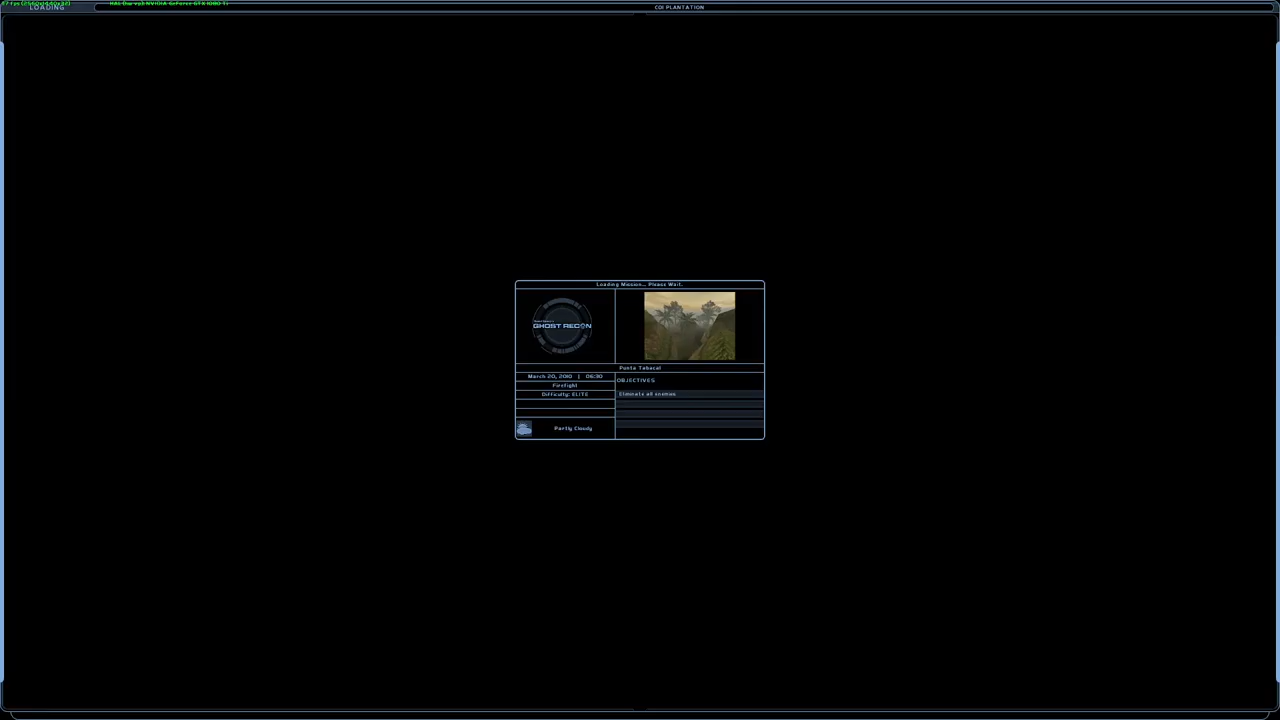 LOADING
CO1 PLANTATION
Loading Mission... Please Wait.
GHOST RECON
Punta Tabacal
March 20, 2010 | 06:30
Firefight
Difficulty: ELITE
Partly Cloudy
OBJECTIVES
Eliminate all enemies.